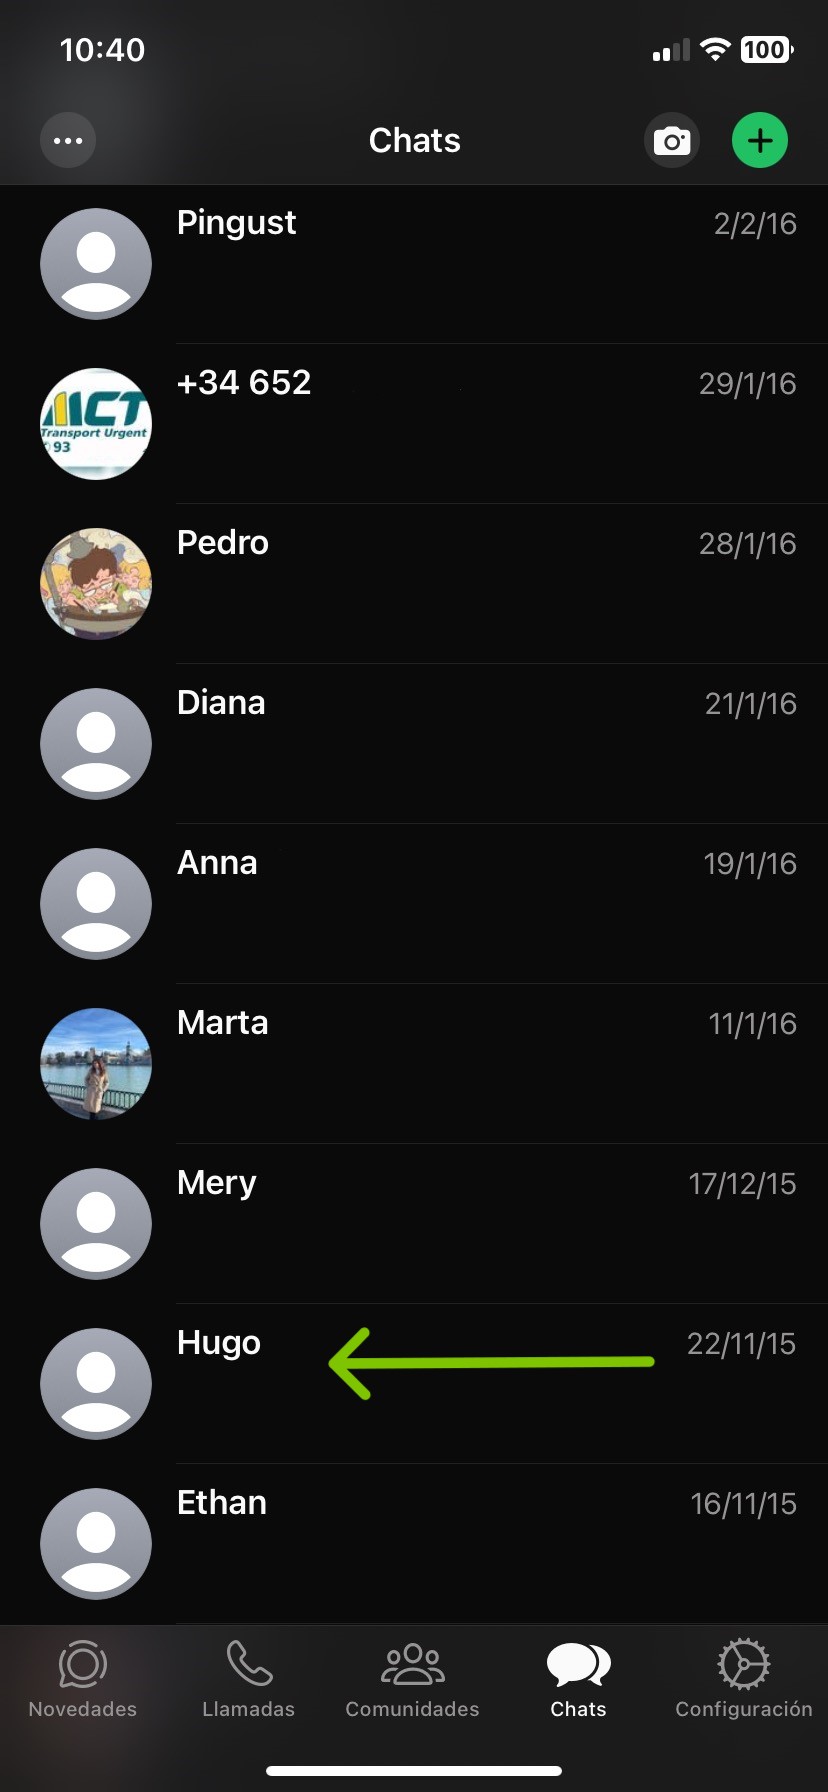 10:40
100
Chats
Pingust 2/2/16
+34 652 29/1/16
MCT
Transport Urgent
93
Pedro 28/1/16
Diana 21/1/16
Anna 19/1/16
Marta 11/1/16
Mery 17/12/15
Hugo 22/11/15
Ethan 16/11/15
Novedades Llamadas Comunidades Chats Configuración